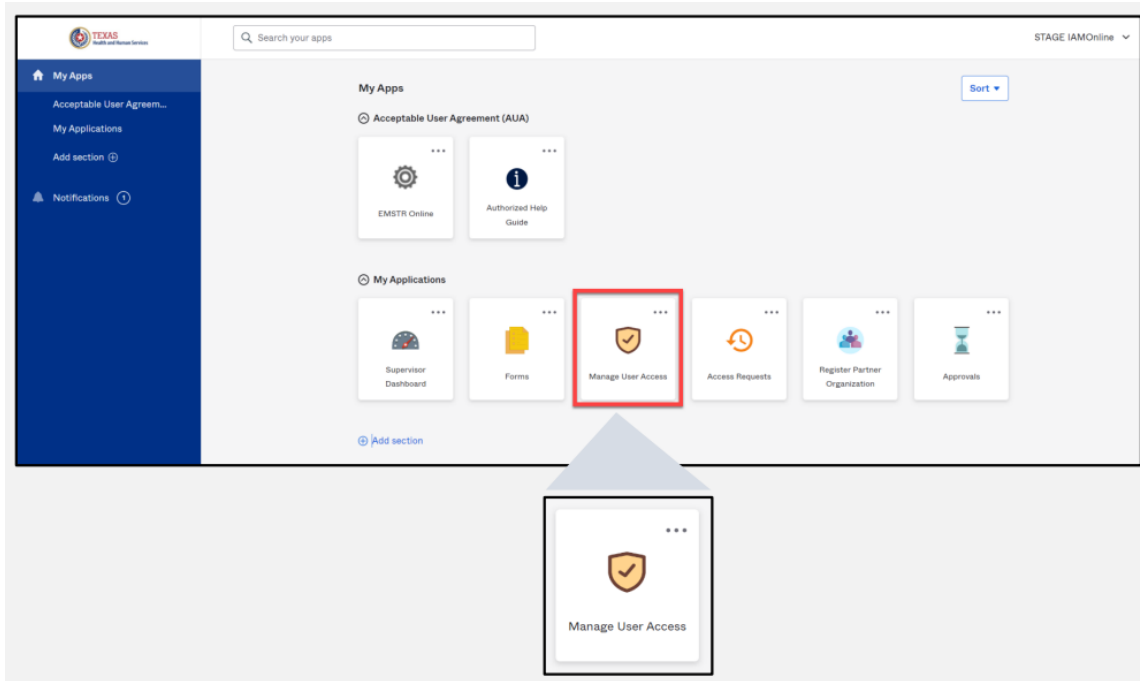 TEXAS
Health and Human Services
Search your apps
STAGE IAMOnline
My Apps
Acceptable User Agreem...
My Applications
Add section
Notifications 1
My Apps
Sort
Acceptable User Agreement (AUA)
EMSTR Online
Authorized Help
Guide
My Applications
Supervisor
Dashboard
Forms
Manage User Access
Access Requests
Register Partner
Organization
Approvals
Add section
Manage User Access